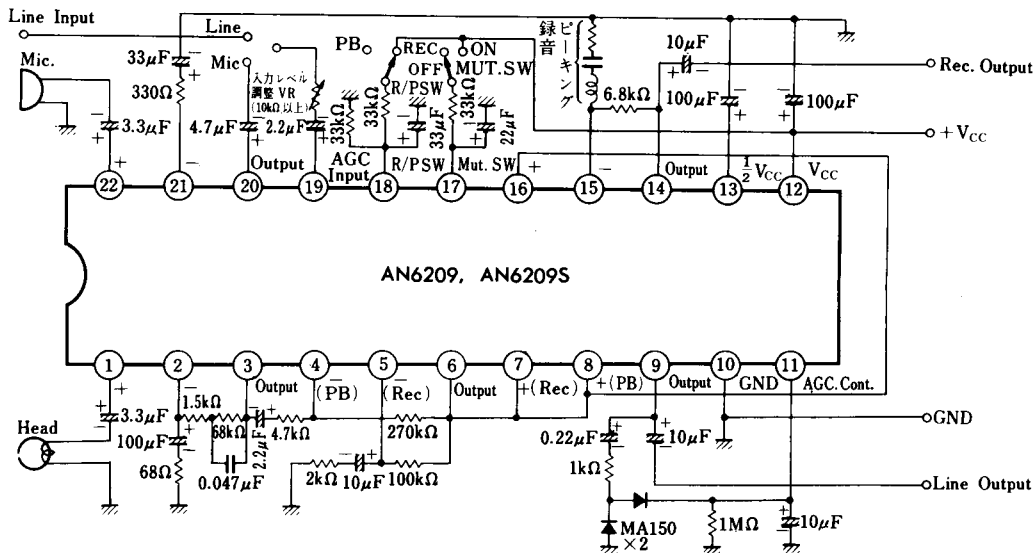 Line Input
Line
Mic.
33μF
330Ω
3.3μF
Mic
4.7μF
Output
入力レベル
調整 VR
(10kΩ以上)
2.2μF
PB
REC
ON
OFF
MUT.SW
R/PSW
33kΩ
33kΩ
33μF
33kΩ
22μF
AGC
Input
R/PSW
Mut. SW
録音
ピーキング
6.8kΩ
10μF
Rec. Output
100μF
100μF
+Vcc
Output
½Vcc
Vcc
+
−
22
21
20
19
18
17
16
15
14
13
12
AN6209, AN6209S
1
2
3
4
5
6
7
8
9
10
11
Output
(PB)
(Rec)
Output
+(Rec)
+(PB)
Output
GND
AGC. Cont.
Head
3.3μF
1.5kΩ
100μF
68Ω
68kΩ
0.047μF
2.2μF
4.7kΩ
270kΩ
2kΩ
10μF
100kΩ
0.22μF
1kΩ
10μF
MA150
×2
1MΩ
10μF
GND
Line Output